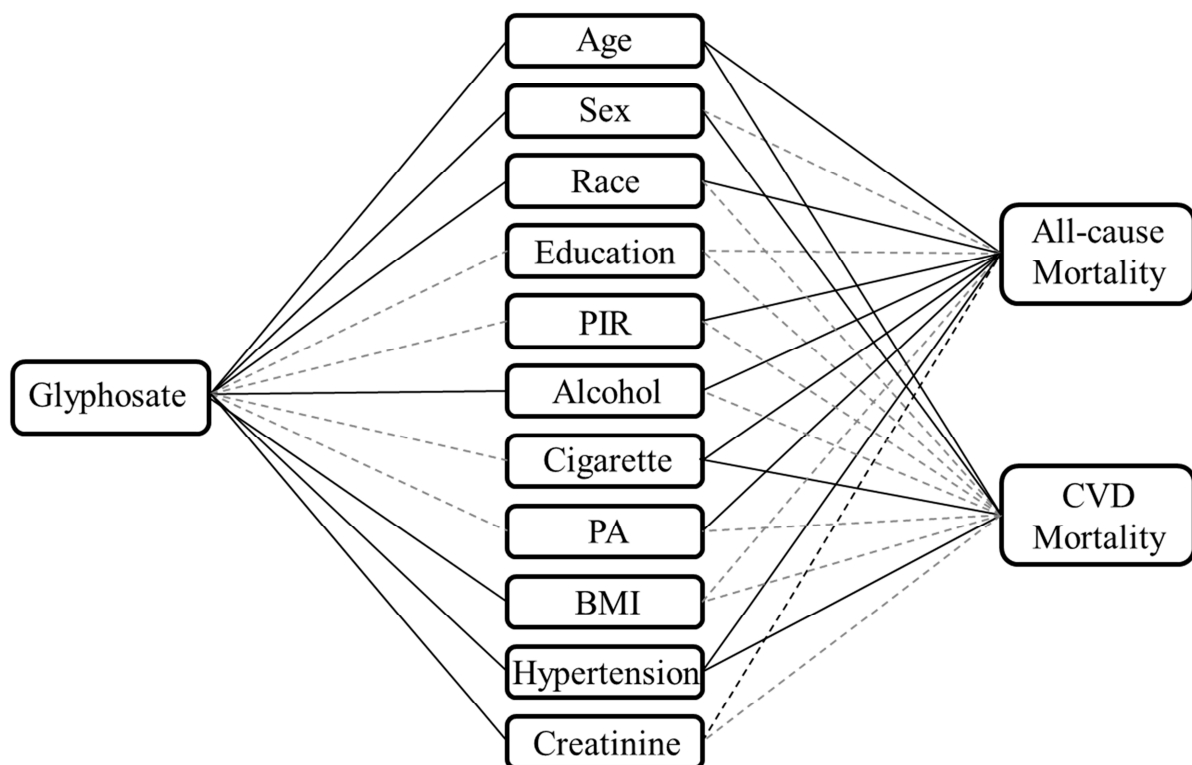 Age
Sex
Race
Education
PIR
Alcohol
Cigarette
PA
BMI
Hypertension
Creatinine
Glyphosate
All-cause
Mortality
CVD
Mortality